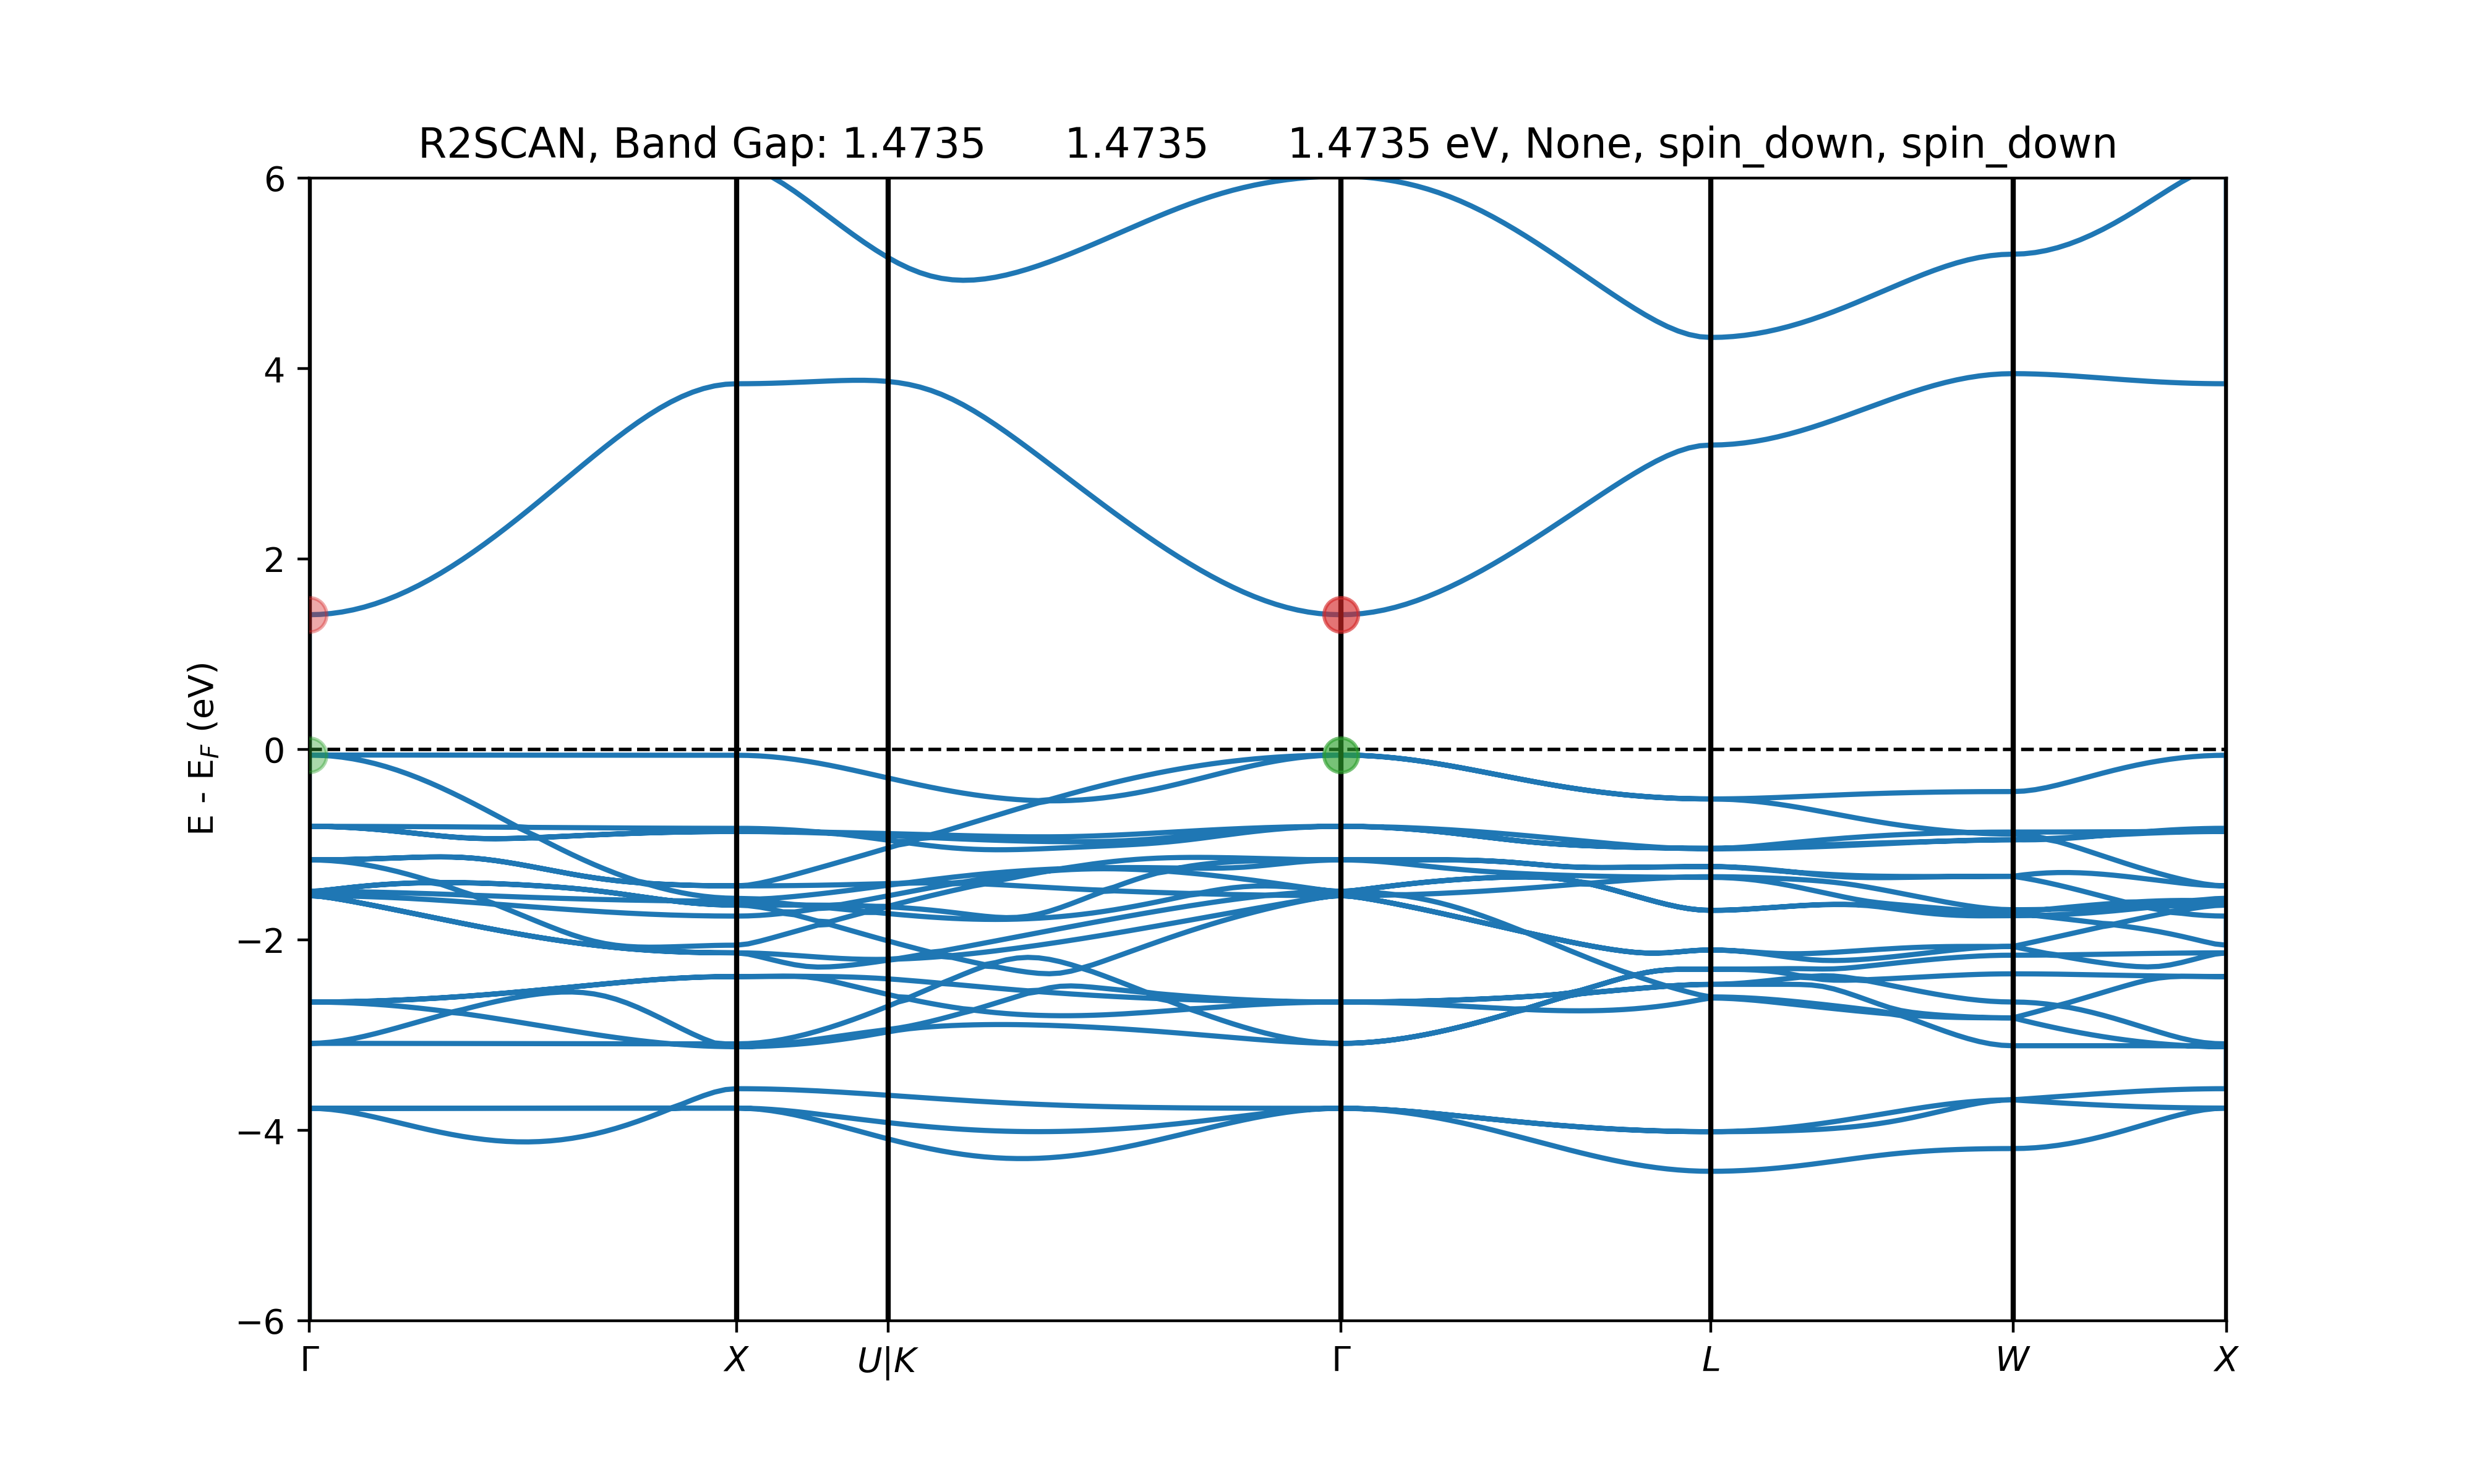 R2SCAN, Band Gap: 1.4735 1.4735 1.4735 eV, None, spin_down, spin_down
6
4
2
0
−2
−4
−6
E - E_F (eV)
Γ X U|K Γ L W X